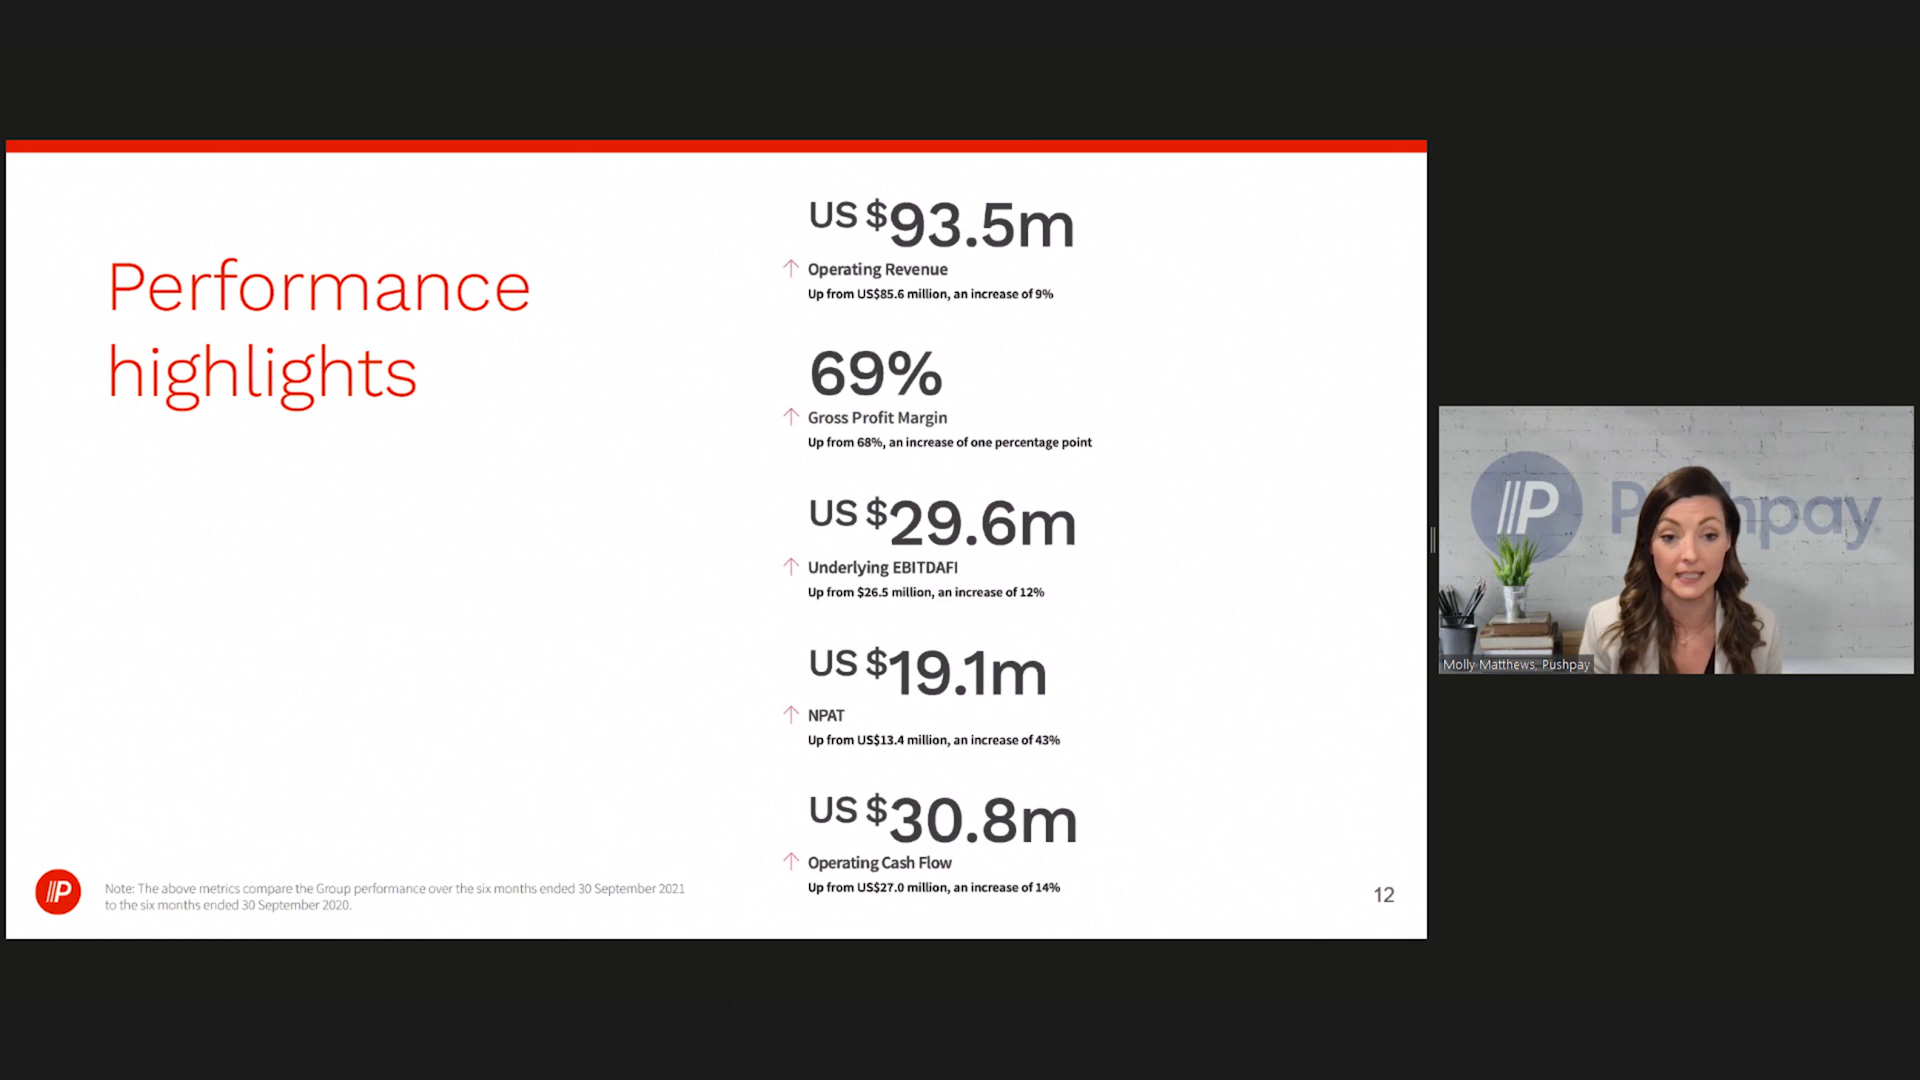 Performance
highlights
US $93.5m
Operating Revenue
Up from US$85.6 million, an increase of 9%
69%
Gross Profit Margin
Up from 68%, an increase of one percentage point
US $29.6m
Underlying EBITDAFI
Up from $26.5 million, an increase of 12%
US $19.1m
NPAT
Up from US$13.4 million, an increase of 43%
US $30.8m
Operating Cash Flow
Up from US$27.0 million, an increase of 14%
Note: The above metrics compare the Group performance over the six months ended 30 September 2021
to the six months ended 30 September 2020.
12
Pushpay
Molly Matthews, Pushpay